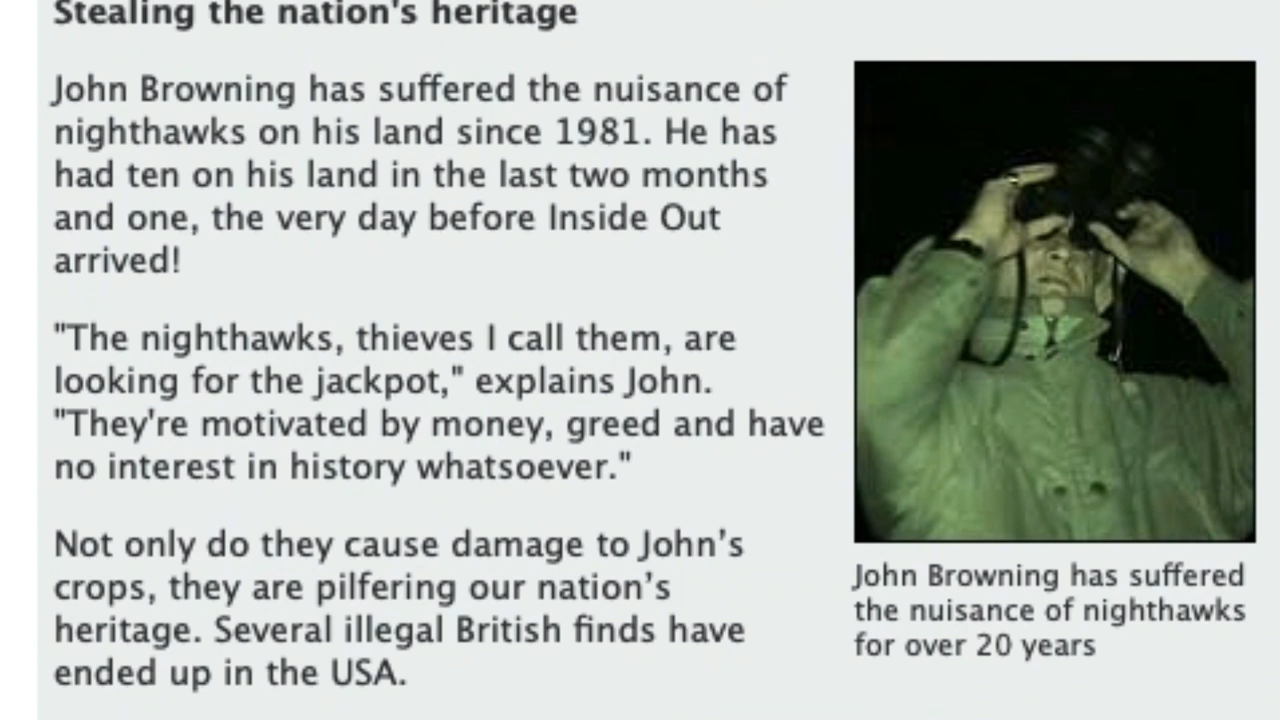 Stealing the nation's heritage
John Browning has suffered the nuisance of
nighthawks on his land since 1981. He has
had ten on his land in the last two months
and one, the very day before Inside Out
arrived!
"The nighthawks, thieves I call them, are
looking for the jackpot," explains John.
"They're motivated by money, greed and have
no interest in history whatsoever."
Not only do they cause damage to John's
crops, they are pilfering our nation's
heritage. Several illegal British finds have
ended up in the USA.
John Browning has suffered
the nuisance of nighthawks
for over 20 years